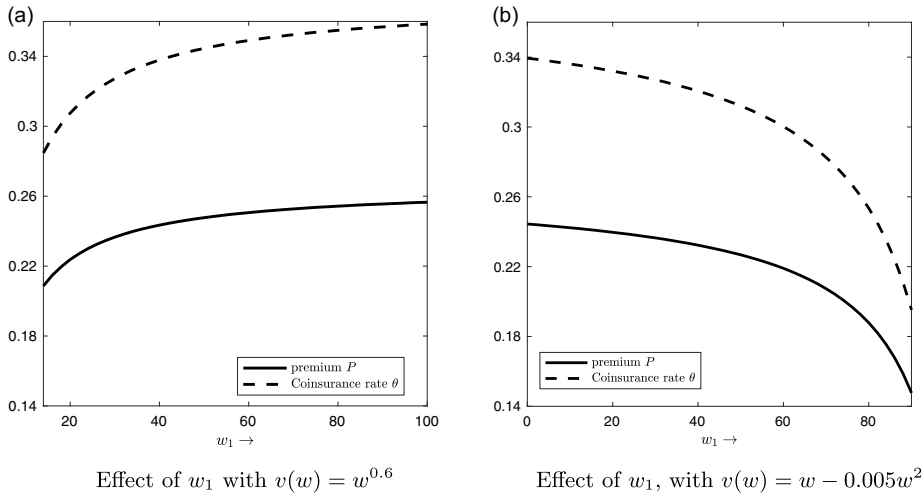 (a)
0.34
0.3
0.26
0.22
0.18
0.14
premium P
Coinsurance rate θ
20 40 60 80 100
w₁ →
Effect of w₁ with v(w) = w^0.6
(b)
0.34
0.3
0.26
0.22
0.18
0.14
premium P
Coinsurance rate θ
0 20 40 60 80
w₁ →
Effect of w₁, with v(w) = w − 0.005w²